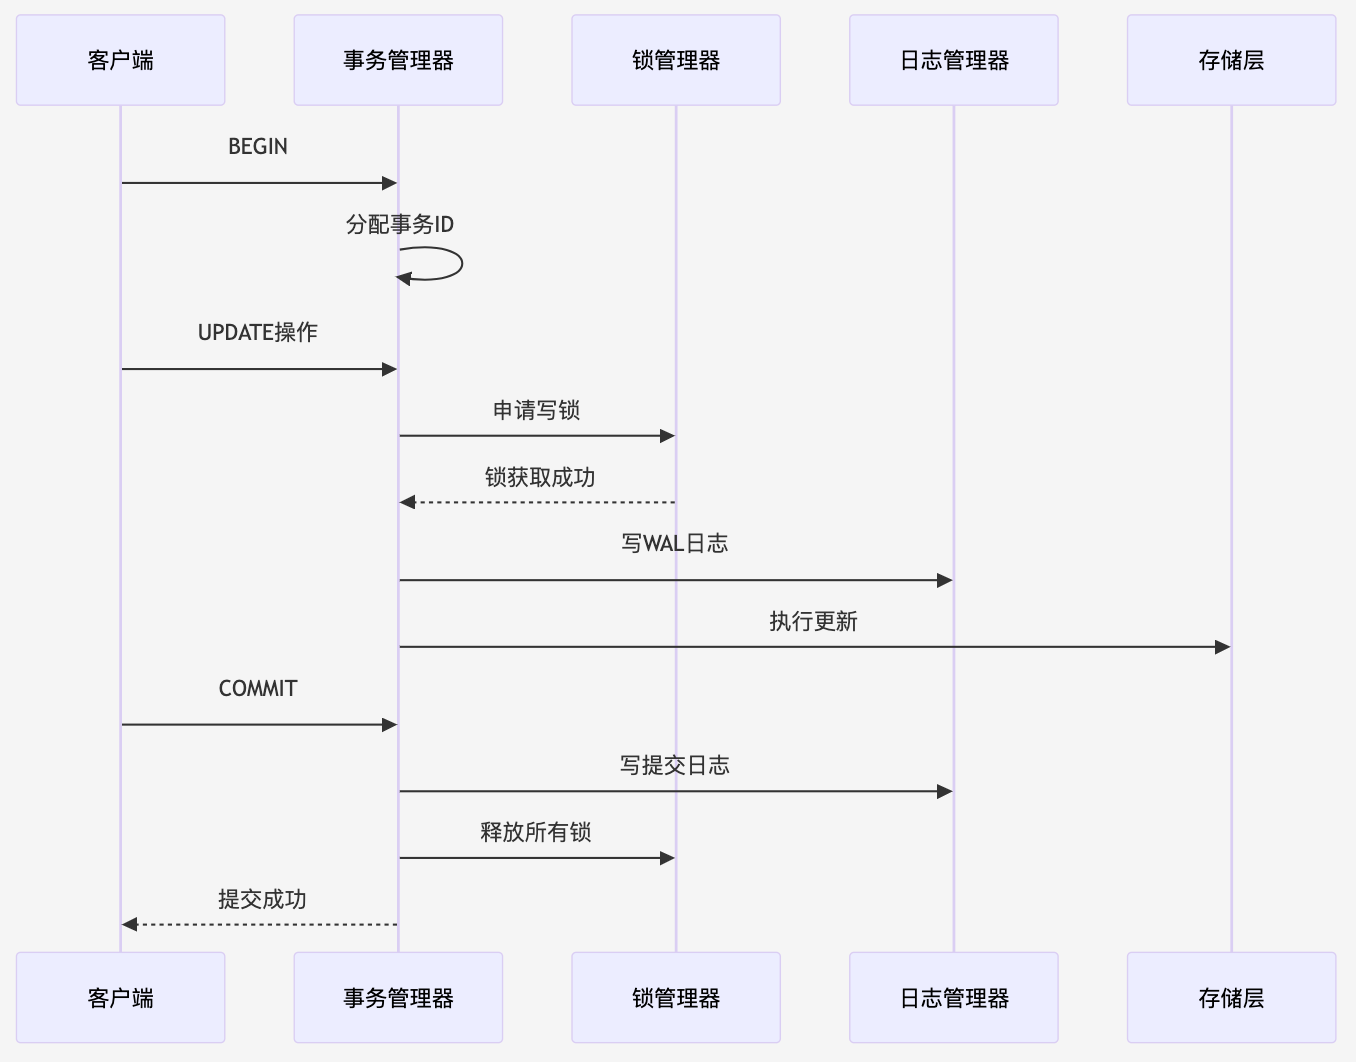 客户端
事务管理器
锁管理器
日志管理器
存储层
BEGIN
分配事务ID
UPDATE操作
申请写锁
锁获取成功
写WAL日志
执行更新
COMMIT
写提交日志
释放所有锁
提交成功
客户端
事务管理器
锁管理器
日志管理器
存储层